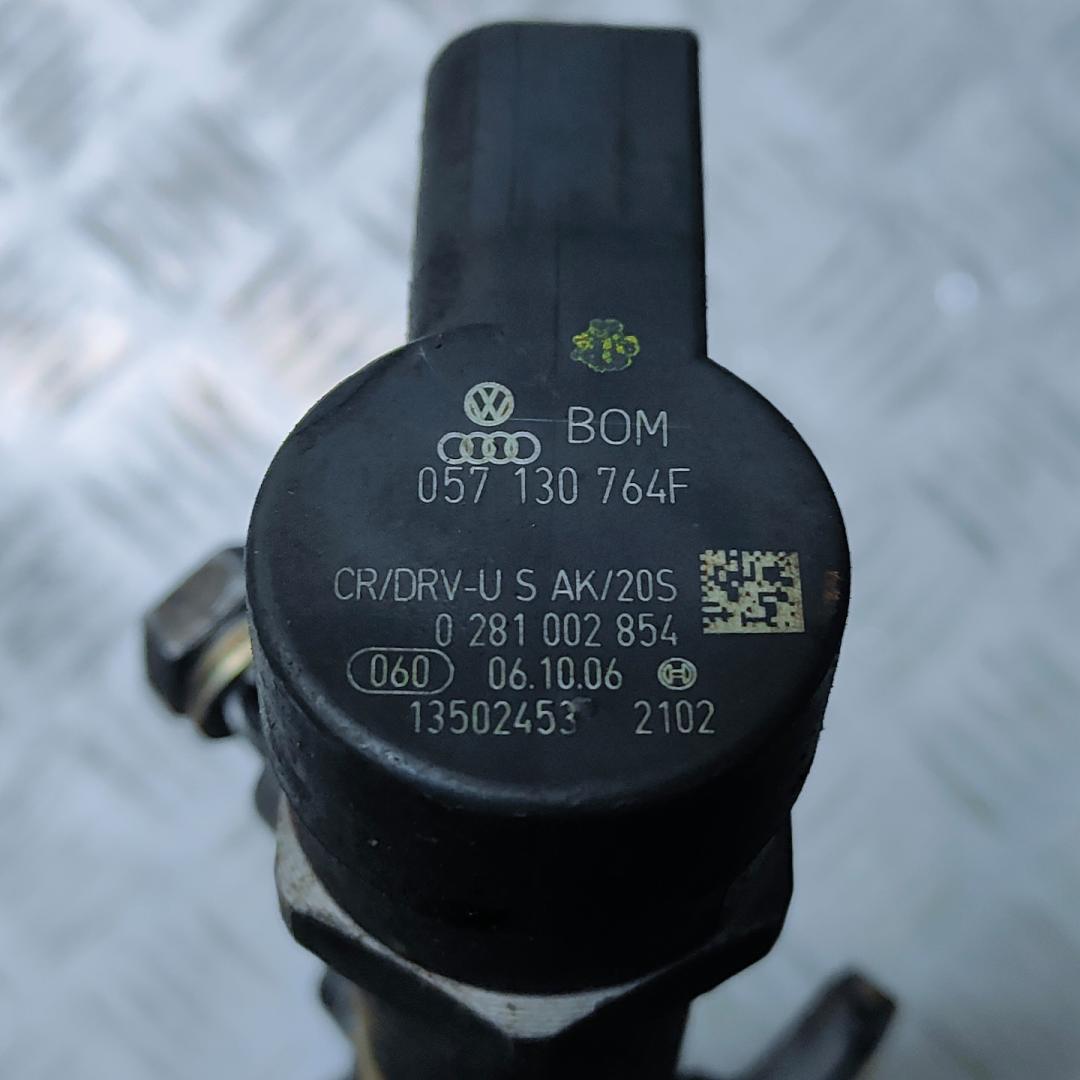 BOM
057 130 764F
CR/DRV-U S AK/20S
0 281 002 854
060 06.10.06
13502453 2102